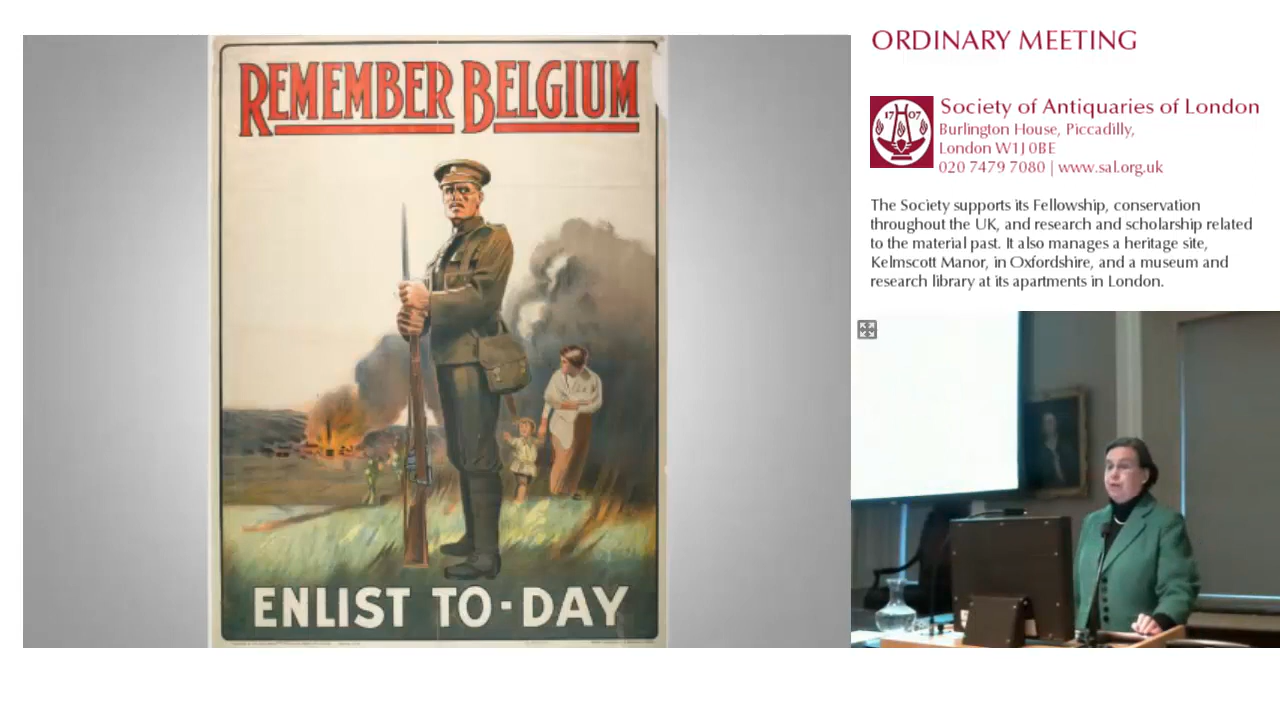 REMEMBER BELGIUM
ENLIST TO-DAY
ORDINARY MEETING
17 07
Society of Antiquaries of London
Burlington House, Piccadilly,
London W1J 0BE
020 7479 7080 | www.sal.org.uk
The Society supports its Fellowship, conservation
throughout the UK, and research and scholarship related
to the material past. It also manages a heritage site,
Kelmscott Manor, in Oxfordshire, and a museum and
research library at its apartments in London.